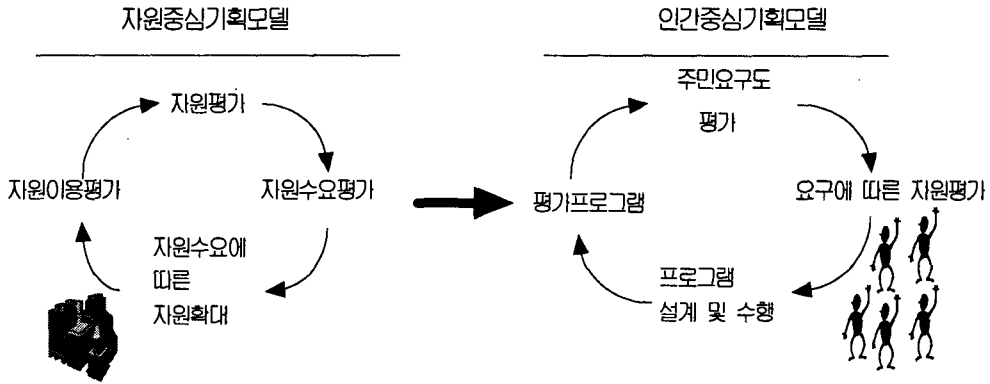 자원중심기획모델
자원평가
자원수요평가
자원수요에
따른
자원확대
자원이용평가
인간중심기획모델
주민요구도
평가
요구에 따른 자원평가
프로그램
설계 및 수행
평가프로그램